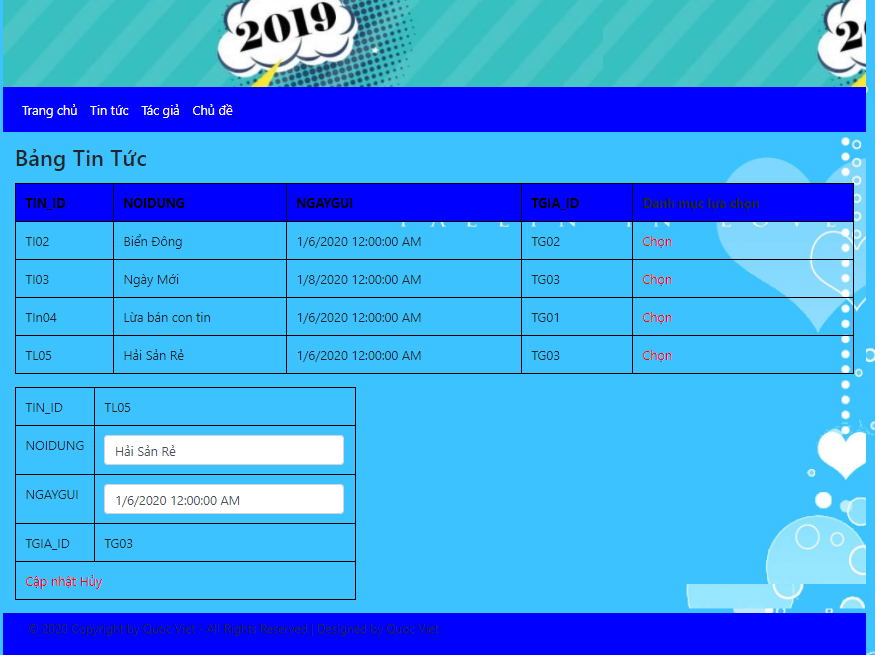 2019
Trang chủ Tin tức Tác giả Chủ đề
Bảng Tin Tức
TIN_ID NOIDUNG NGAYGUI TGIA_ID Danh mục lựa chọn
FALLIN IN LOVE
TI02 Biển Đông 1/6/2020 12:00:00 AM TG02 Chọn
TI03 Ngày Mới 1/8/2020 12:00:00 AM TG03 Chọn
TIn04 Lừa bán con tin 1/6/2020 12:00:00 AM TG01 Chọn
TL05 Hải Sản Rẻ 1/6/2020 12:00:00 AM TG03 Chọn
TIN_ID TL05
NOIDUNG Hải Sản Rẻ
NGAYGUI 1/6/2020 12:00:00 AM
TGIA_ID TG03
Cập nhật Hủy
© 2020 Copyright by Quoc Viet - All Rights Reserved | Designed by Quoc Viet